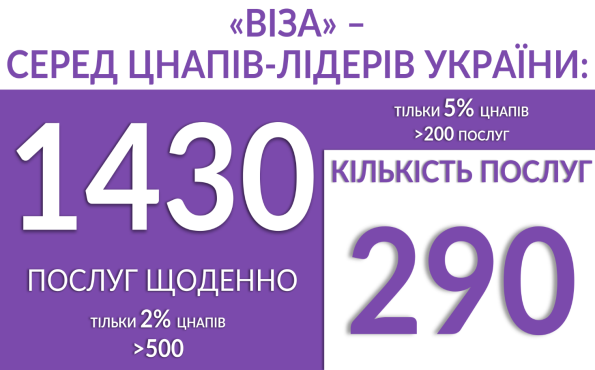 «ВІЗА» –
СЕРЕД ЦНАПІВ-ЛІДЕРІВ УКРАЇНИ:
1430
ПОСЛУГ ЩОДЕННО
ТІЛЬКИ 2% ЦНАПІВ
>500
ТІЛЬКИ 5% ЦНАПІВ
>200 ПОСЛУГ
КІЛЬКІСТЬ ПОСЛУГ
290